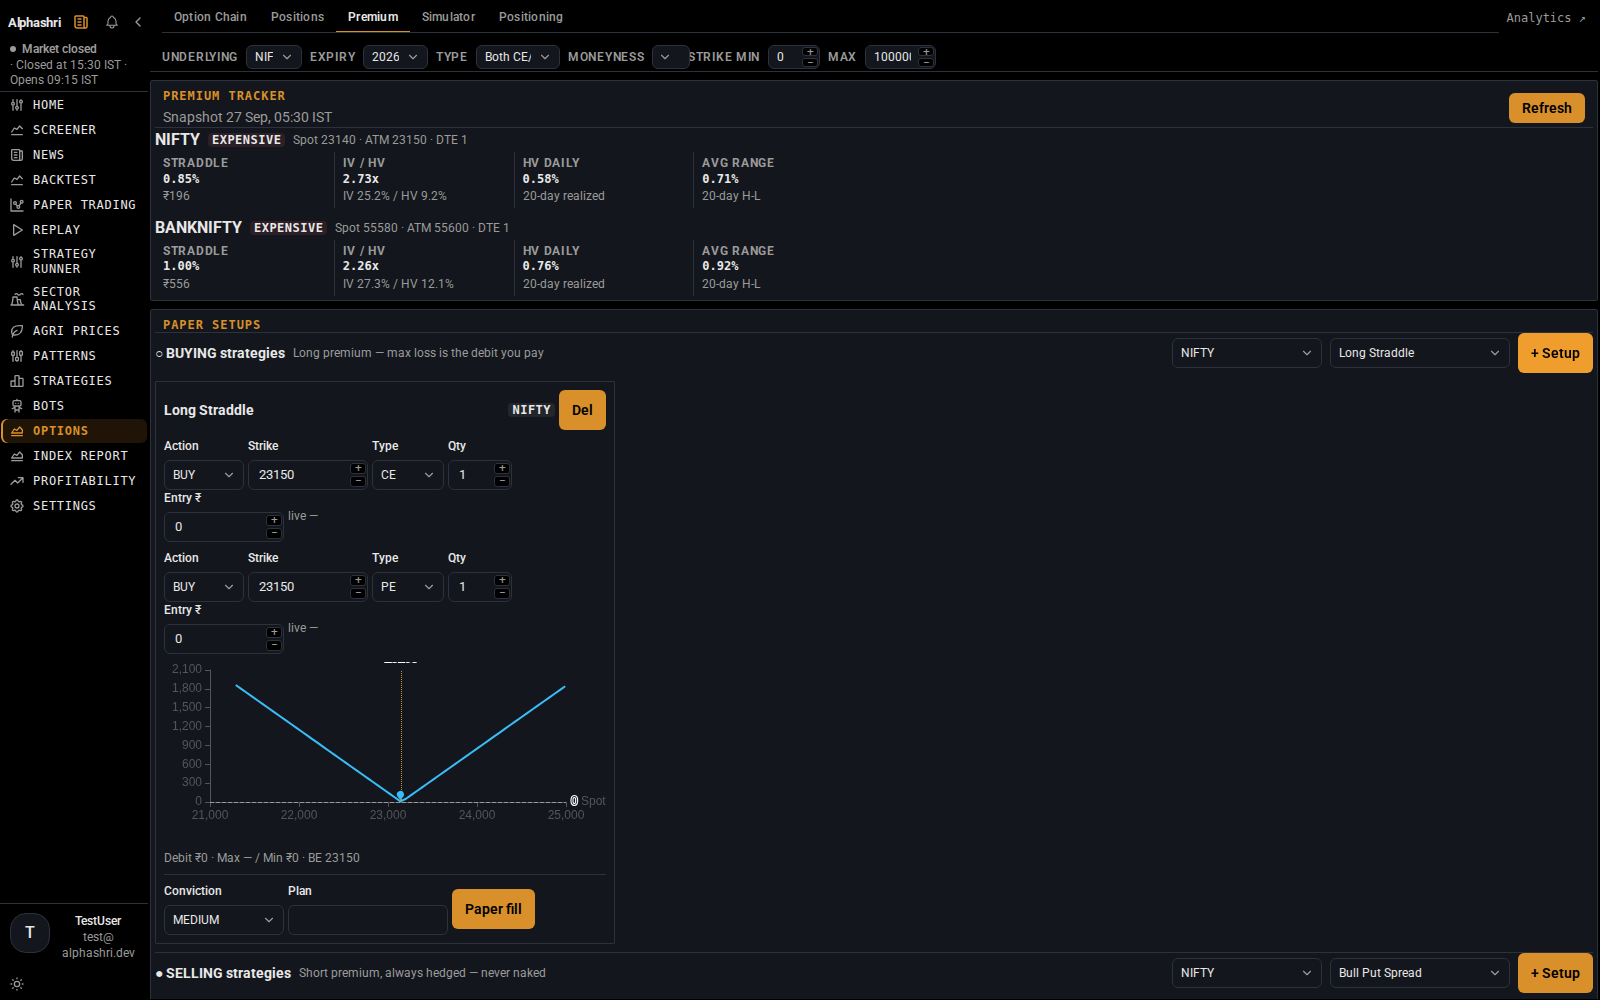 Alphashri
Option Chain
Positions
Premium
Simulator
Positioning
Analytics ↗
Market closed
· Closed at 15:30 IST ·
Opens 09:15 IST
UNDERLYING
NIF
EXPIRY
2026
TYPE
Both CE/
MONEYNESS
STRIKE MIN
0
MAX
HOME
SCREENER
NEWS
BACKTEST
PAPER TRADING
REPLAY
STRATEGY
RUNNER
SECTOR
ANALYSIS
AGRI PRICES
PATTERNS
STRATEGIES
BOTS
OPTIONS
INDEX REPORT
PROFITABILITY
SETTINGS
TestUser
test@
alphashri.dev
T
PREMIUM TRACKER
Snapshot 27 Sep, 05:30 IST
Refresh
NIFTY EXPENSIVE Spot 23140 · ATM 23150 · DTE 1
STRADDLE
0.85%
₹196
IV / HV
2.73x
IV 25.2% / HV 9.2%
HV DAILY
0.58%
20-day realized
AVG RANGE
0.71%
20-day H-L
BANKNIFTY EXPENSIVE Spot 55580 · ATM 55600 · DTE 1
STRADDLE
1.00%
₹556
IV / HV
2.26x
IV 27.3% / HV 12.1%
HV DAILY
0.76%
20-day realized
AVG RANGE
0.92%
20-day H-L
PAPER SETUPS
○ BUYING strategies Long premium — max loss is the debit you pay
NIFTY
Long Straddle
+ Setup
Long Straddle
NIFTY
Del
Action Strike Type Qty
BUY 23150 CE 1
Entry ₹
0 live —
Action Strike Type Qty
BUY 23150 PE 1
Entry ₹
0 live —
2,100
1,800
1,500
1,200
900
600
300
0
0 Spot
21,000 22,000 23,000 24,000 25,000
Debit ₹0 · Max — / Min ₹0 · BE 23150
Conviction Plan
MEDIUM
Paper fill
● SELLING strategies Short premium, always hedged — never naked
NIFTY
Bull Put Spread
+ Setup